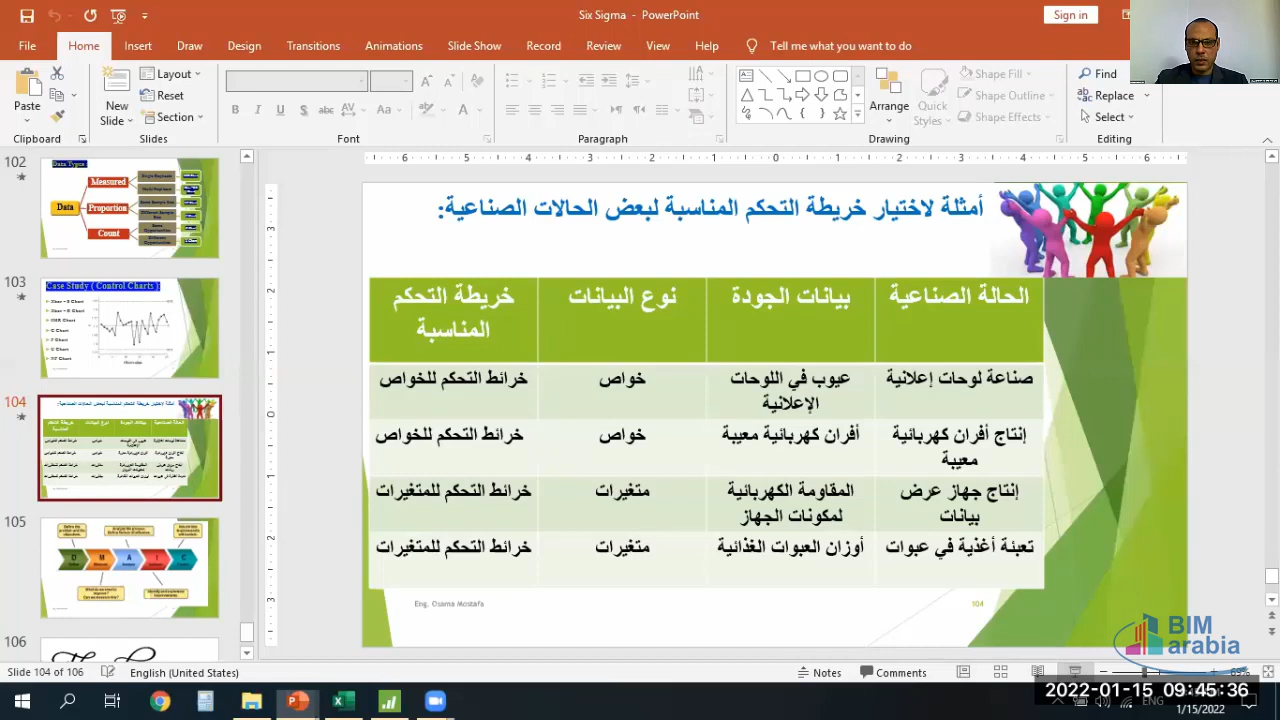 Six Sigma - PowerPoint
Sign in
File Home Insert Draw Design Transitions Animations Slide Show Record Review View Help Tell me what you want to do
Paste
New Slide
Layout
Reset
Section
Arrange
Quick Styles
Shape Fill
Shape Outline
Shape Effects
Find
Replace
Select
Clipboard Slides Font Paragraph Drawing Editing
102
Data Types
Data
Measured
Proportion
Count
103
Case Study ( Control Charts )
104
105
106
أمثلة لاختيار خريطة التحكم المناسبة لبعض الحالات الصناعية:
الحالة الصناعية بيانات الجودة نوع البيانات خريطة التحكم المناسبة
صناعة لوحات إعلانية عيوب في اللوحات الإعلانية خواص خرائط التحكم للخواص
إنتاج أفران كهربائية معيبة أفران كهربائية معيبة خواص خرائط التحكم للخواص
إنتاج جهاز عرض بيانات المقاومة الكهربائية لمكونات الجهاز متغيرات خرائط التحكم للمتغيرات
تعبئة أغذية في عبوات أوزان العبوات الغذائية متغيرات خرائط التحكم للمتغيرات
Eng. Osama Mostafa
104
BIM
arabia
Slide 104 of 106 English (United States) Notes Comments
2022-01-15 09:45:36
ENG
1/15/2022